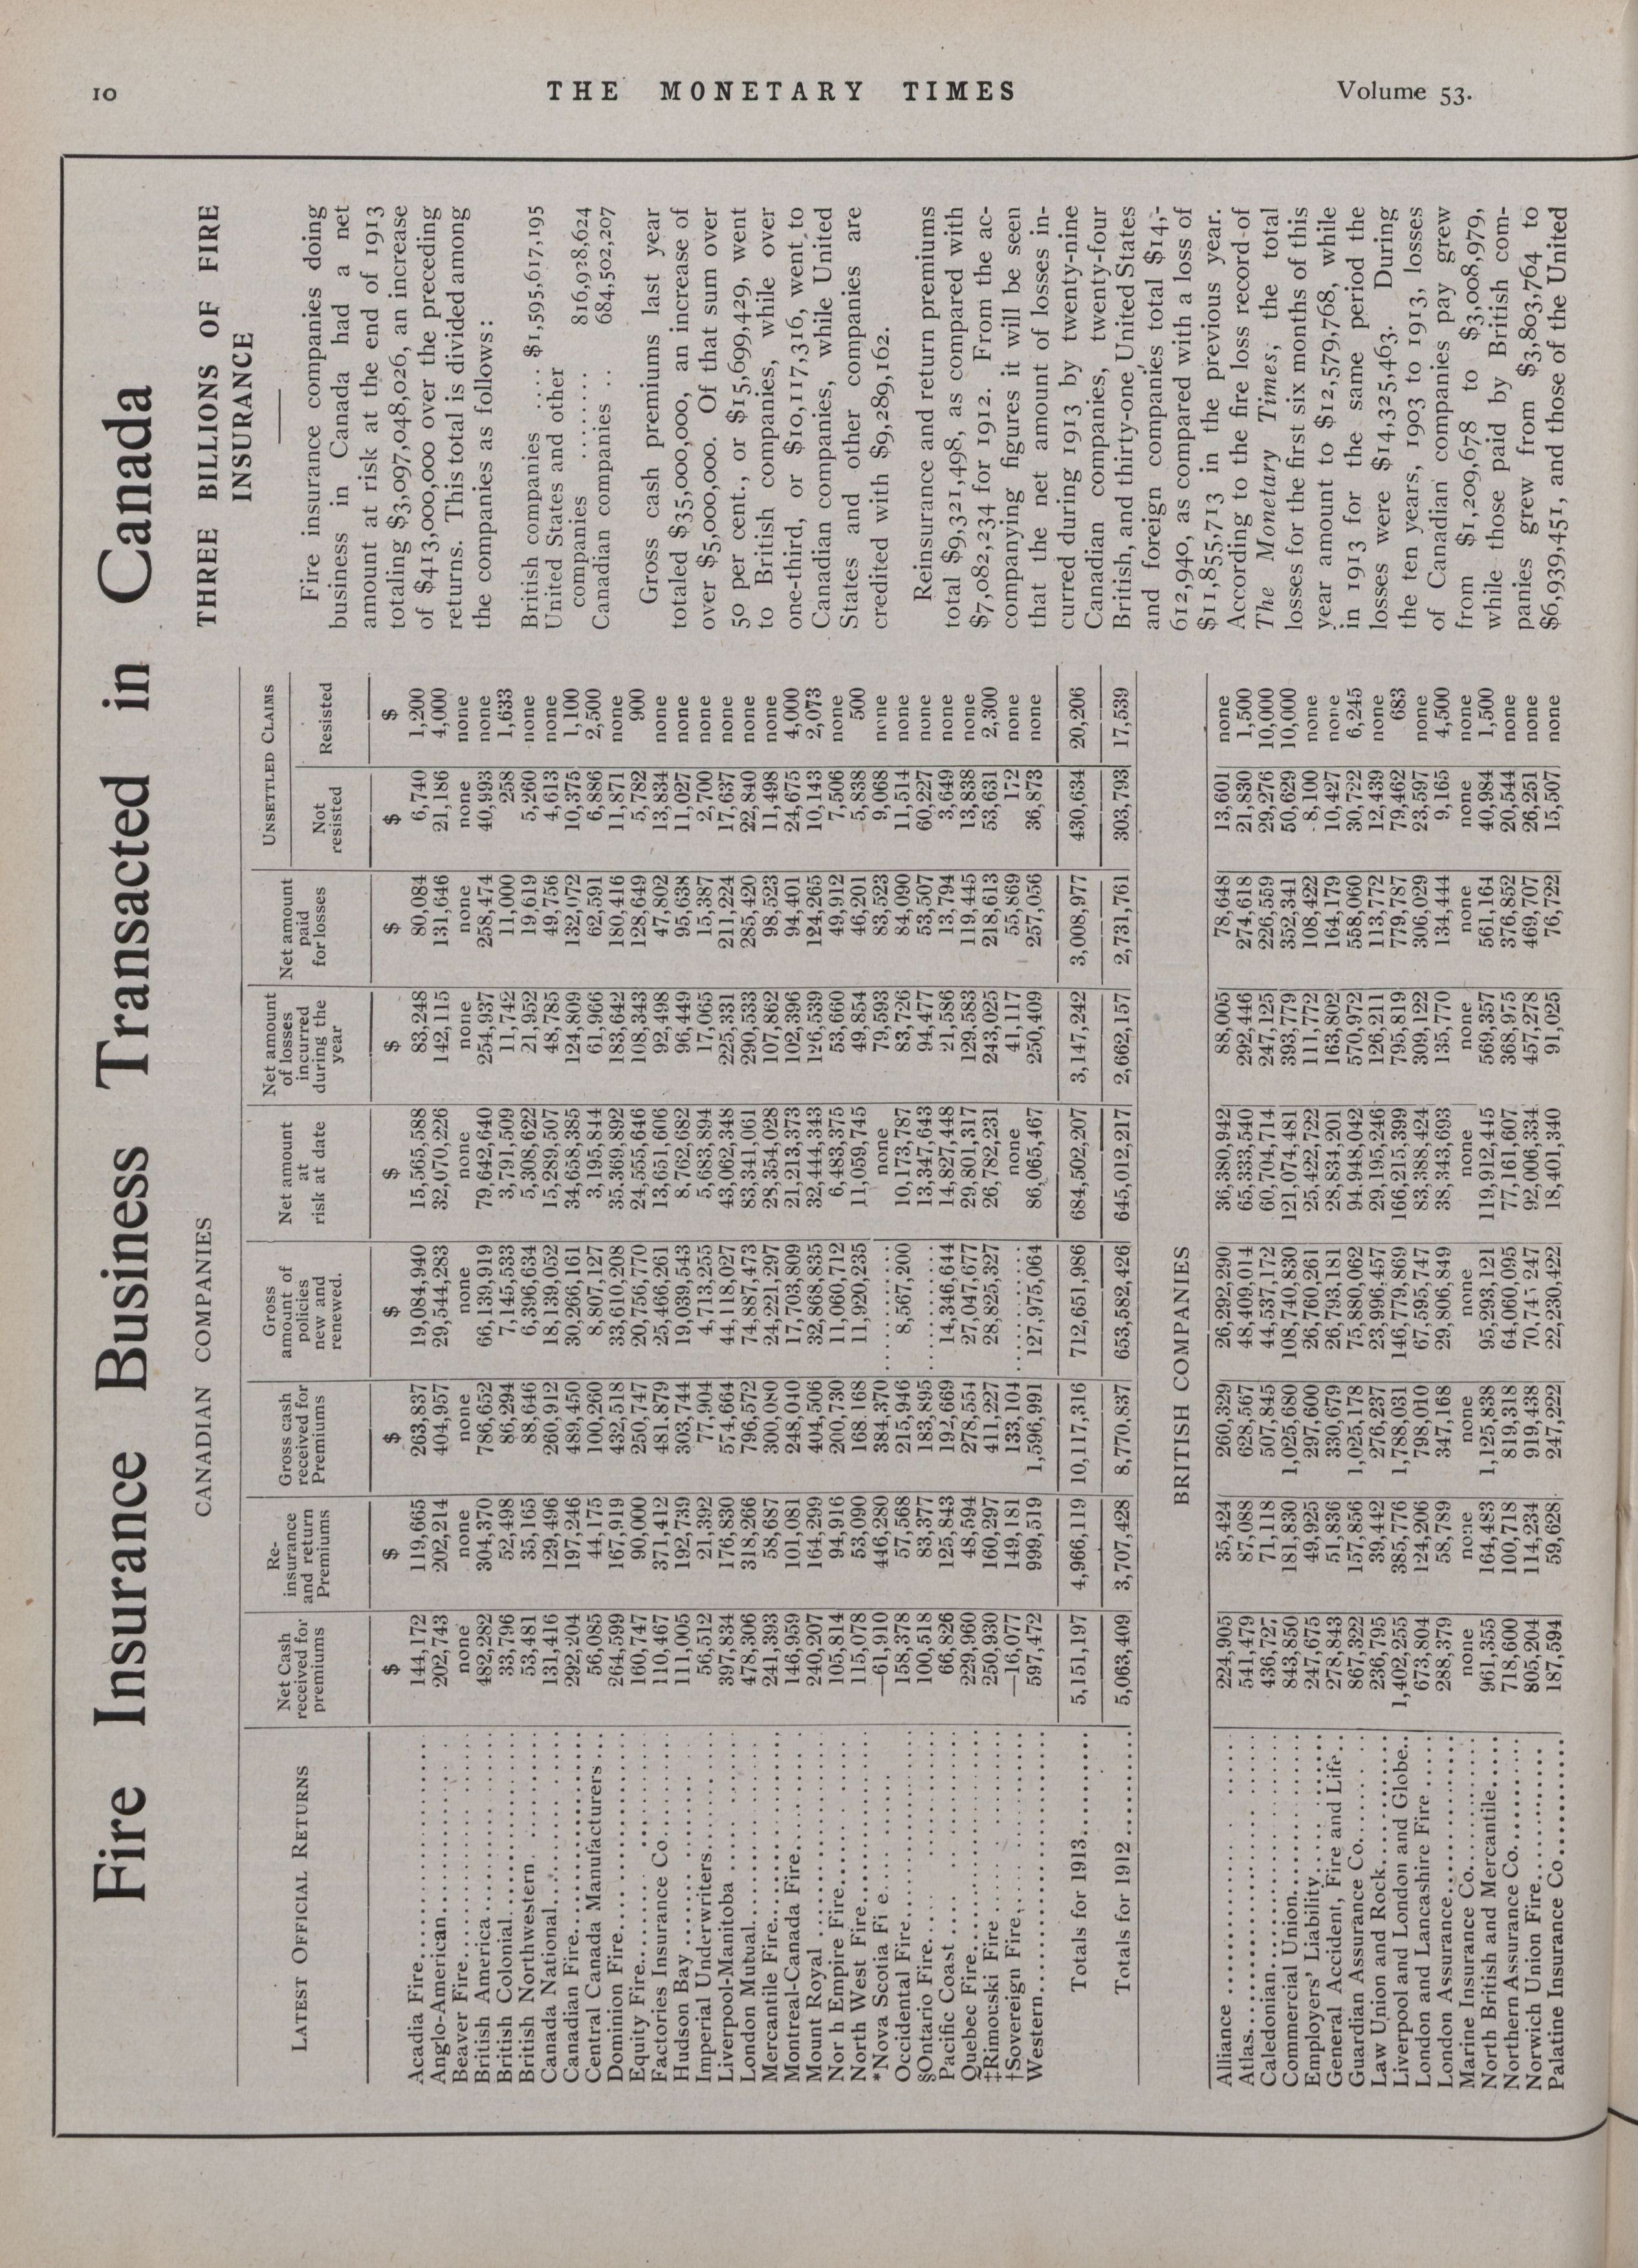 10 THE MONETARY TIMES Volume 53.
Fire Insurance Business Transacted in Canada
CANADIAN COMPANIES
LATEST OFFICIAL RETURNS | Net Cash received for premiums | Re-insurance and return Premiums | Gross cash received for Premiums | Gross amount of policies new and renewed. | Net amount at risk at date | Net amount of losses incurred during the year | Net amount paid for losses | UNSETTLED CLAIMS Not resisted | Resisted
$ $ $ $ $ $ $ $ $
Acadia Fire 144,172 119,665 263,837 19,084,940 15,565,588 83,248 80,084 6,740 1,200
Anglo-American 202,743 202,214 404,957 29,544,283 32,070,226 142,115 131,646 21,186 4,000
Beaver Fire none none none none none none none none none
British America 482,282 304,370 786,652 66,139,919 79,642,640 254,937 258,474 40,993 none
British Colonial 33,796 52,498 86,294 7,145,533 3,791,509 11,742 11,000 258 1,633
British Northwestern 53,481 35,165 88,646 6,396,634 5,308,622 21,952 19,619 5,260 none
Canada National 131,416 129,496 260,912 18,139,052 15,289,507 48,785 49,756 4,613 none
Canadian Fire 292,204 197,246 489,450 30,266,161 34,658,385 124,809 132,072 10,375 1,100
Central Canada Manufacturers 56,085 44,175 100,260 8,807,127 3,195,844 61,966 62,591 6,886 2,500
Dominion Fire 264,599 167,919 432,518 33,610,208 35,369,892 183,642 180,416 11,871 none
Equity Fire 160,747 90,000 250,747 20,756,770 24,555,646 108,343 128,649 5,782 900
Factories Insurance Co 110,467 371,412 481,879 25,466,261 13,651,606 92,498 47,802 13,834 none
Hudson Bay 111,005 192,739 303,744 19,039,543 8,762,682 96,449 95,638 11,027 none
Imperial Underwriters 56,512 21,392 77,904 4,713,255 5,683,894 17,065 15,387 2,700 none
Liverpool-Manitoba 397,834 176,830 574,664 44,118,027 43,062,348 225,331 211,224 17,637 none
London Mutual 478,306 318,266 796,572 74,887,473 83,341,061 290,533 285,420 22,840 none
Mercantile Fire 241,393 58,687 300,080 24,221,297 28,354,028 107,862 98,523 11,498 none
Montreal-Canada Fire 146,959 101,081 248,040 17,703,809 21,213,373 102,396 94,401 24,675 4,000
Mount Royal 240,207 164,299 404,506 32,868,835 32,444,343 126,539 124,265 10,143 2,073
Nor h Empire Fire 105,814 94,916 200,730 11,060,712 6,483,375 53,660 49,912 7,506 none
North West Fire 115,078 53,090 168,168 11,920,235 11,059,745 49,854 46,201 5,838 500
*Nova Scotia Fi e —61,910 446,280 384,370 .......... none 79,593 83,523 9,068 none
Occidental Fire 158,378 57,568 215,946 8,567,200 10,173,787 83,726 84,090 11,514 none
§Ontario Fire 100,518 83,377 183,895 .......... 13,347,643 94,477 53,507 60,227 none
Pacific Coast 66,826 125,843 192,669 14,346,644 14,827,448 21,586 13,794 3,649 none
Quebec Fire 229,960 48,594 278,554 27,047,677 29,801,317 129,583 119,445 13,838 none
‡Rimouski Fire 250,930 160,297 411,227 28,825,327 26,782,231 243,025 218,613 53,631 2,300
†Sovereign Fire —16,077 149,181 133,104 .......... none 41,117 55,869 172 none
Western 597,472 999,519 1,596,991 127,975,064 86,065,467 250,409 257,056 36,873 none
Totals for 1913 5,151,197 4,966,119 10,117,316 712,651,986 684,502,207 3,147,242 3,008,977 430,634 20,206
Totals for 1912 5,063,409 3,707,428 8,770,837 653,582,426 645,012,217 2,662,157 2,731,761 303,793 17,539
BRITISH COMPANIES
Alliance 224,905 35,424 260,329 26,292,290 36,380,942 88,005 78,648 13,601 none
Atlas 541,479 87,088 628,567 48,409,014 65,333,540 292,446 274,618 21,830 1,500
Caledonian 436,727 71,118 507,845 44,537,172 60,704,714 247,125 226,559 29,276 10,000
Commercial Union 843,850 181,830 1,025,680 108,740,830 121,074,481 393,779 352,341 50,629 10,000
Employers' Liability 247,675 49,925 297,600 26,760,261 25,422,722 111,772 108,422 8,100 none
General Accident, Fire and Life 278,843 51,836 330,679 26,793,181 28,834,201 163,802 164,179 10,427 none
Guardian Assurance Co 867,322 157,856 1,025,178 75,880,062 94,948,042 570,972 558,060 30,722 6,245
Law Union and Rock 236,795 39,442 276,237 23,996,457 29,195,246 126,211 113,772 12,439 none
Liverpool and London and Globe 1,402,255 385,776 1,788,031 146,779,869 166,215,399 795,819 779,787 79,462 683
London and Lancashire Fire 673,804 124,206 798,010 67,595,747 83,388,424 309,122 306,029 23,597 none
London Assurance 288,379 58,789 347,168 29,806,849 38,343,693 135,770 134,444 9,165 4,500
Marine Insurance Co none none none none none none none none none
North British and Mercantile 961,355 164,483 1,125,838 95,293,121 119,912,445 569,357 561,164 40,984 1,500
Northern Assurance Co 718,600 100,718 819,318 64,060,095 77,161,607 368,975 376,852 20,544 none
Norwich Union Fire 805,204 114,234 919,438 247 92,006,334 457,278 469,707 26,251 none
Palatine Insurance Co 187,594 59,628 247,222 22,230,422 18,401,340 91,025 76,722 15,507 none
THREE BILLIONS OF FIRE
INSURANCE
Fire insurance companies doing
business in Canada had a net
amount at risk at the end of 1913
totaling $3,097,048,026, an increase
of $413,000,000 over the preceding
returns. This total is divided among
the companies as follows:
British companies .... $1,595,617,195
United States and other
companies ........ 816,928,624
Canadian companies .. 684,502,207
Gross cash premiums last year
totaled $35,000,000, an increase of
over $5,000,000. Of that sum over
50 per cent., or $15,699,429, went
to British companies, while over
one-third, or $10,117,316, went to
Canadian companies, while United
States and other companies are
credited with $9,289,162.
Reinsurance and return premiums
total $9,321,498, as compared with
$7,082,234 for 1912. From the ac-
companying figures it will be seen
that the net amount of losses in-
curred during 1913 by twenty-nine
Canadian companies, twenty-four
British, and thirty-one United States
and foreign companies total $14,-
612,940, as compared with a loss of
$11,855,713 in the previous year.
According to the fire loss record of
The Monetary Times, the total
losses for the first six months of this
year amount to $12,579,768, while
in 1913 for the same period the
losses were $14,325,463. During
the ten years, 1903 to 1913, losses
of Canadian companies pay grew
from $1,209,678 to $3,008,979,
while those paid by British com-
panies grew from $3,803,764 to
$6,939,451, and those of the United